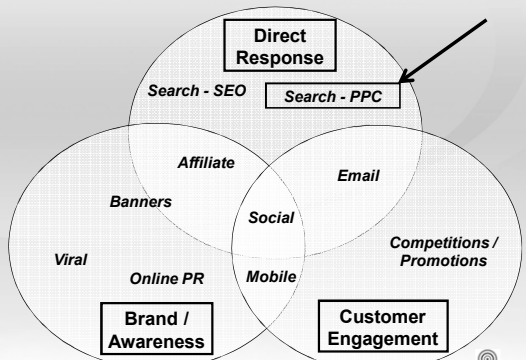 Direct
Response
Search - SEO
Search - PPC
Affiliate
Email
Banners
Social
Competitions /
Promotions
Viral
Online PR
Mobile
Brand /
Awareness
Customer
Engagement